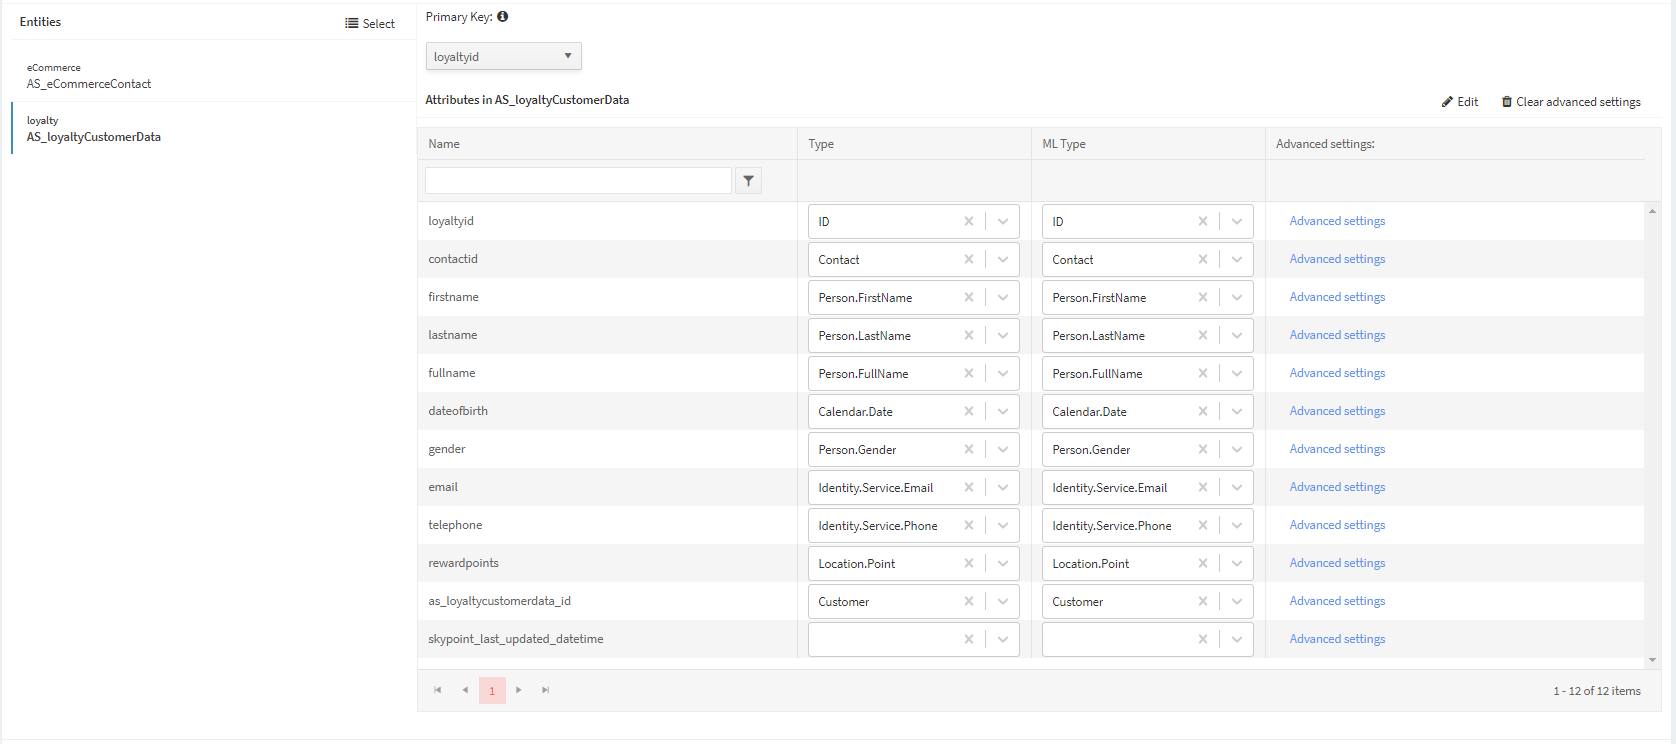 Entities
Select
eCommerce
AS_eCommerceContact
loyalty
AS_loyaltyCustomerData
Primary Key:
loyaltyid
Attributes in AS_loyaltyCustomerData
Edit Clear advanced settings
Name Type ML Type Advanced settings:
loyaltyid ID ID Advanced settings
contactid Contact Contact Advanced settings
firstname Person.FirstName Person.FirstName Advanced settings
lastname Person.LastName Person.LastName Advanced settings
fullname Person.FullName Person.FullName Advanced settings
dateofbirth Calendar.Date Calendar.Date Advanced settings
gender Person.Gender Person.Gender Advanced settings
email Identity.Service.Email Identity.Service.Email Advanced settings
telephone Identity.Service.Phone Identity.Service.Phone Advanced settings
rewardpoints Location.Point Location.Point Advanced settings
as_loyaltycustomerdata_id Customer Customer Advanced settings
skypoint_last_updated_datetime Advanced settings
1 1 - 12 of 12 items